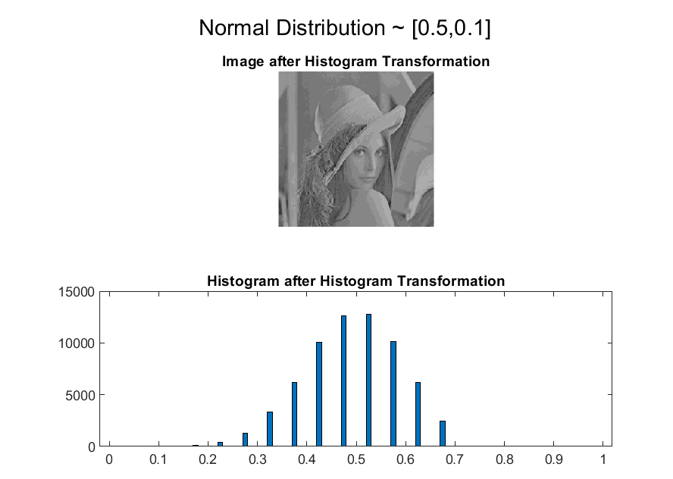 Normal Distribution ~ [0.5,0.1]
Image after Histogram Transformation
Histogram after Histogram Transformation
15000
10000
5000
0
0 0.1 0.2 0.3 0.4 0.5 0.6 0.7 0.8 0.9 1